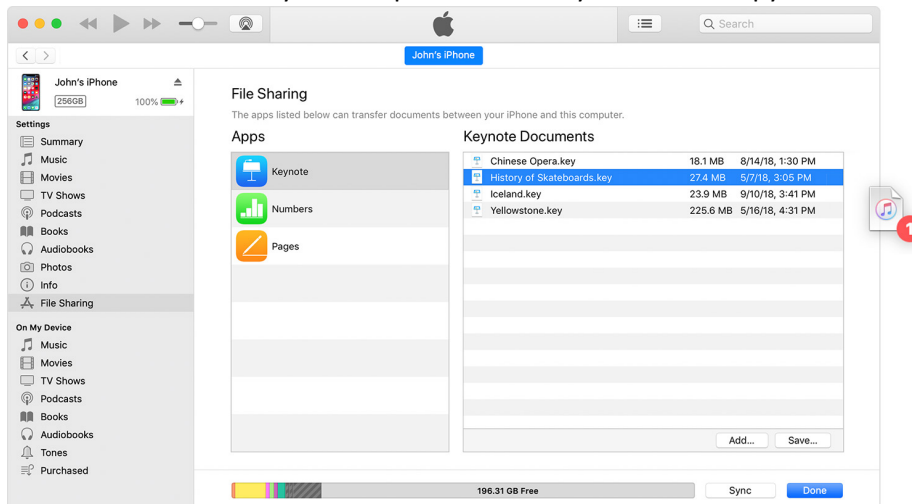 Search
John's iPhone
John's iPhone
256GB 100%
Settings
Summary
Music
Movies
TV Shows
Podcasts
Books
Audiobooks
Photos
Info
File Sharing
On My Device
Music
Movies
TV Shows
Podcasts
Books
Audiobooks
Tones
Purchased
File Sharing
The apps listed below can transfer documents between your iPhone and this computer.
Apps
Keynote
Numbers
Pages
Keynote Documents
Chinese Opera.key 18.1 MB 8/14/18, 1:30 PM
History of Skateboards.key 27.4 MB 5/7/18, 3:05 PM
Iceland.key 23.9 MB 9/10/18, 3:41 PM
Yellowstone.key 225.6 MB 5/16/18, 4:31 PM
1
Add... Save...
196.31 GB Free
Sync Done